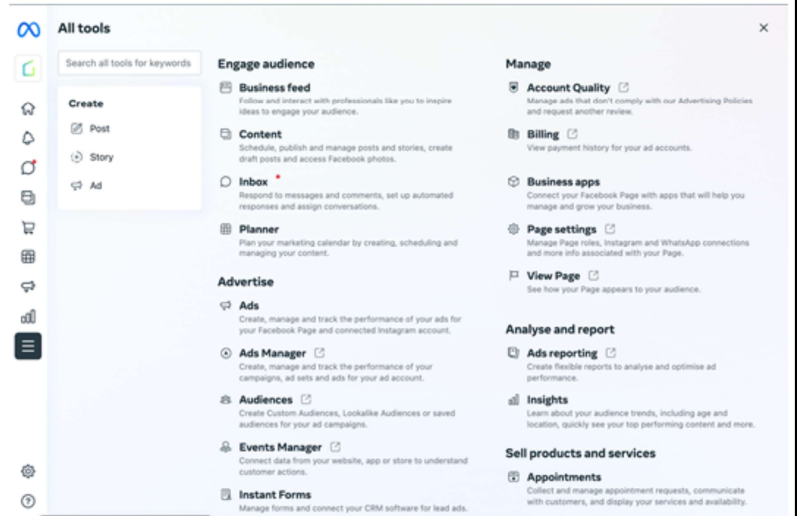 All tools
Search all tools for keywords
Create
Post
Story
Ad
Engage audience
Business feed
Follow and interact with professionals like you to inspire
ideas to engage your audience.
Content
Schedule, publish and manage posts and stories, create
draft posts and access Facebook photos.
Inbox
Respond to messages and comments, set up automated
responses and assign conversations.
Planner
Plan your marketing calendar by creating, scheduling and
managing your content.
Advertise
Ads
Create, manage and track the performance of your ads for
your Facebook Page and connected Instagram account.
Ads Manager
Create, manage and track the performance of your
campaigns, ad sets and ads for your ad account.
Audiences
Create Custom Audiences, Lookalike Audiences or saved
audiences for your ad campaigns.
Events Manager
Connect data from your website, app or store to understand
customer actions.
Instant Forms
Manage forms and connect your CRM software for lead ads.
Manage
Account Quality
Manage ads that don't comply with our Advertising Policies
and request another review.
Billing
View payment history for your ad accounts.
Business apps
Connect your Facebook Page with apps that will help you
manage and grow your business.
Page settings
Manage Page roles, Instagram and WhatsApp connections
and more info associated with your Page.
View Page
See how your Page appears to your audience.
Analyse and report
Ads reporting
Create flexible reports to analyse and optimise ad
performance.
Insights
Learn about your audience trends, including age and
location, quickly see your top performing content and more.
Sell products and services
Appointments
Collect and manage appointment requests, communicate
with customers, and display your services and availability.